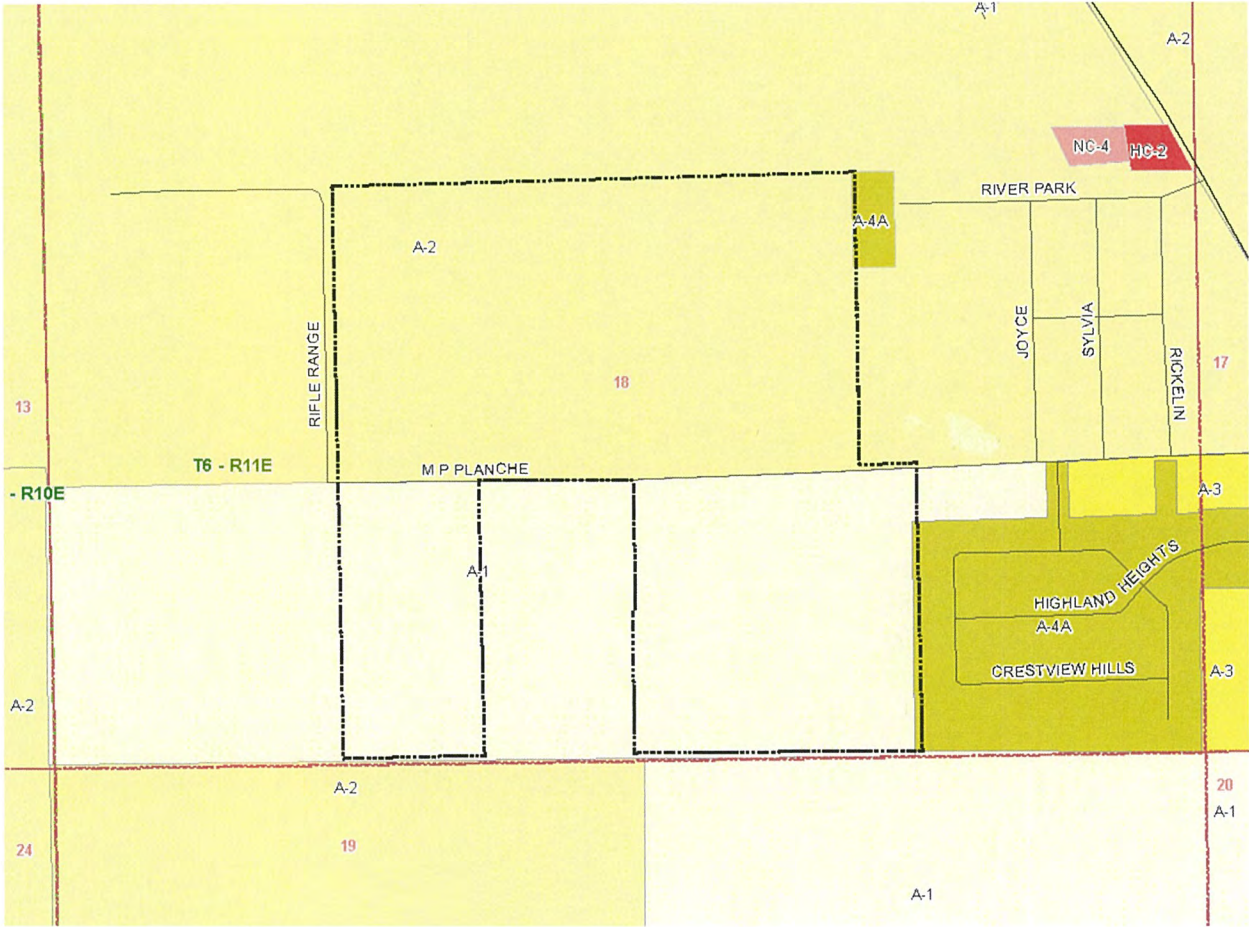 A-1
A-2
NC-4
HC-2
RIVER PARK
A-4A
A-2
JOYCE
SYLVIA
RICKELIN
RIFLE RANGE
17
18
13
T6 - R11E
M P PLANCHE
- R10E
A-3
A-1
HIGHLAND HEIGHTS
A-4A
CRESTVIEW HILLS
A-3
A-2
A-2
20
A-1
24
19
A-1